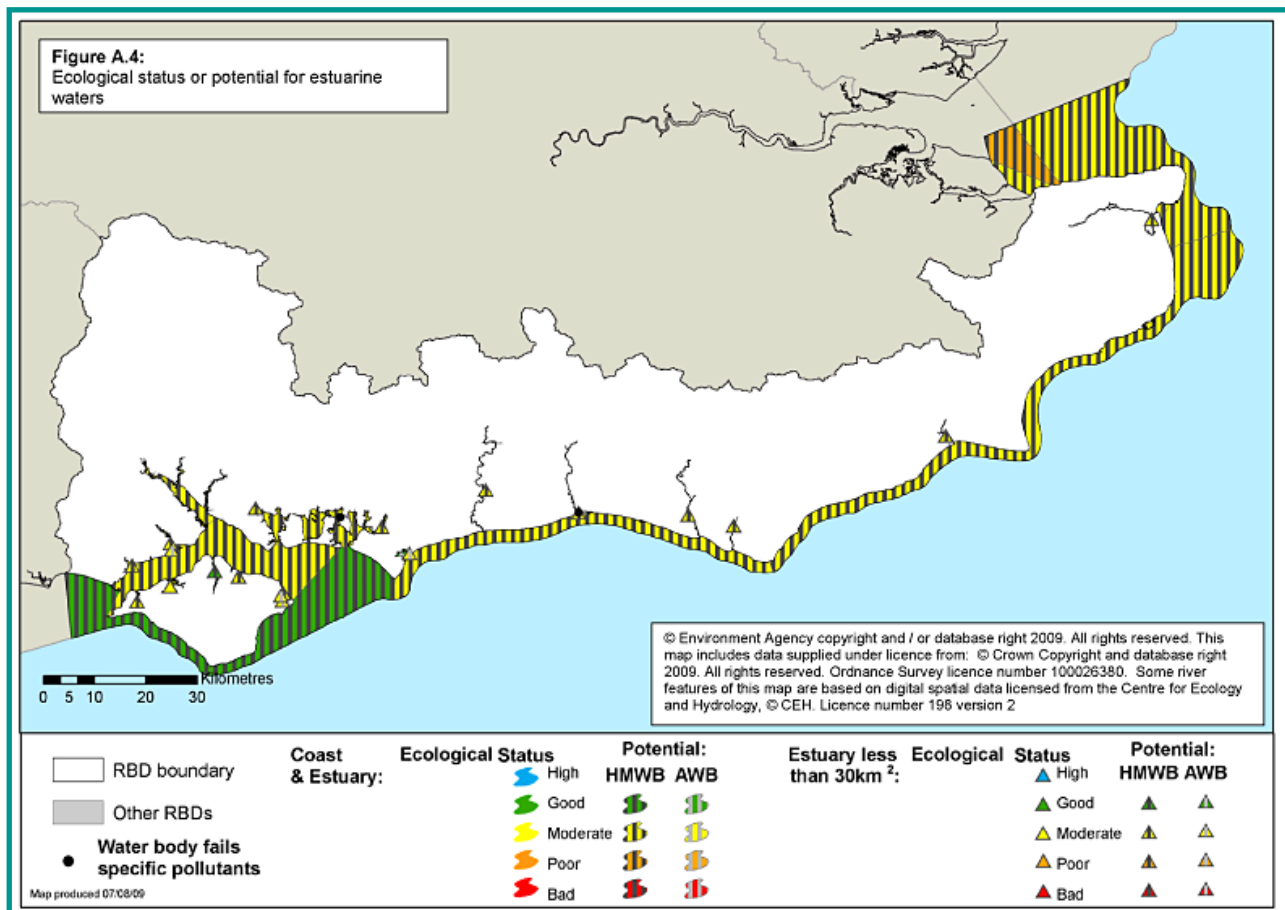 Figure A.4:
Ecological status or potential for estuarine
waters
Kilometres
0 5 10 20 30
© Environment Agency copyright and / or database right 2009. All rights reserved. This
map includes data supplied under licence from: © Crown Copyright and database right
2009. All rights reserved. Ordnance Survey licence number 100026380. Some river
features of this map are based on digital spatial data licensed from the Centre for Ecology
and Hydrology, © CEH. Licence number 198 version 2
RBD boundary
Other RBDs
Water body fails
specific pollutants
Map produced 07/08/09
Coast
& Estuary:
Ecological Status
High
Good
Moderate
Poor
Bad
Potential:
HMWB AWB
Estuary less
than 30km²:
Ecological Status
High
Good
Moderate
Poor
Bad
Potential:
HMWB AWB